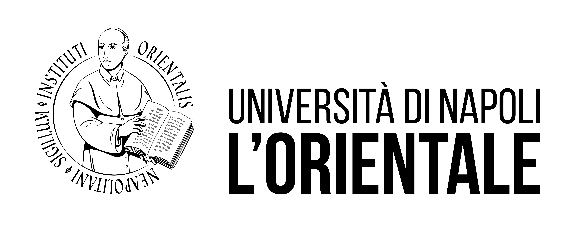 SIGILLUM INSTITUTI ORIENTALIS NEAPOLITANI
UNIVERSITÀ DI NAPOLI
L'ORIENTALE